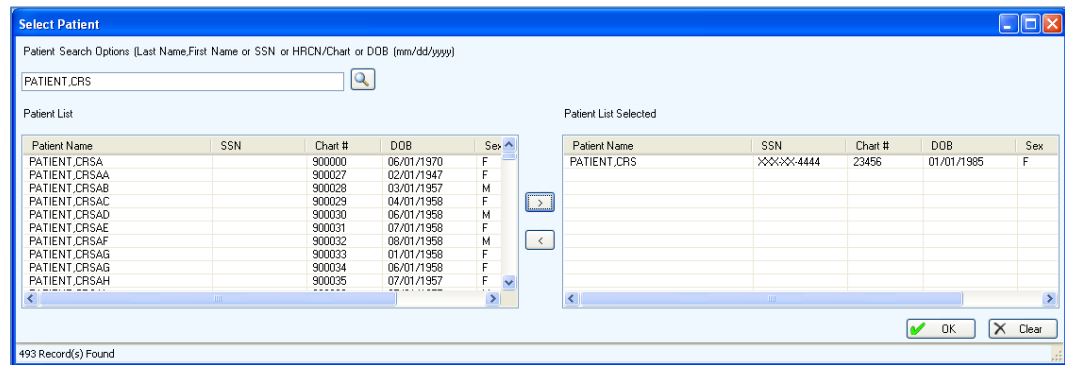 Select Patient
Patient Search Options (Last Name,First Name or SSN or HRCN/Chart or DOB (mm/dd/yyyy)
PATIENT,CRS
Patient List
Patient Name SSN Chart # DOB Sex
PATIENT,CRSA 900000 06/01/1970 F
PATIENT,CRSAA 900027 02/01/1947 F
PATIENT,CRSAB 900028 03/01/1957 M
PATIENT,CRSAC 900029 04/01/1958 F
PATIENT,CRSAD 900030 06/01/1958 M
PATIENT,CRSAE 900031 07/01/1958 F
PATIENT,CRSAF 900032 08/01/1958 M
PATIENT,CRSAG 900033 01/01/1958 F
PATIENT,CRSAG 900034 06/01/1958 F
PATIENT,CRSAH 900035 07/01/1957 F
>
<
Patient List Selected
Patient Name SSN Chart # DOB Sex
PATIENT,CRS XXX-XX-4444 23456 01/01/1985 F
OK Clear
493 Record(s) Found